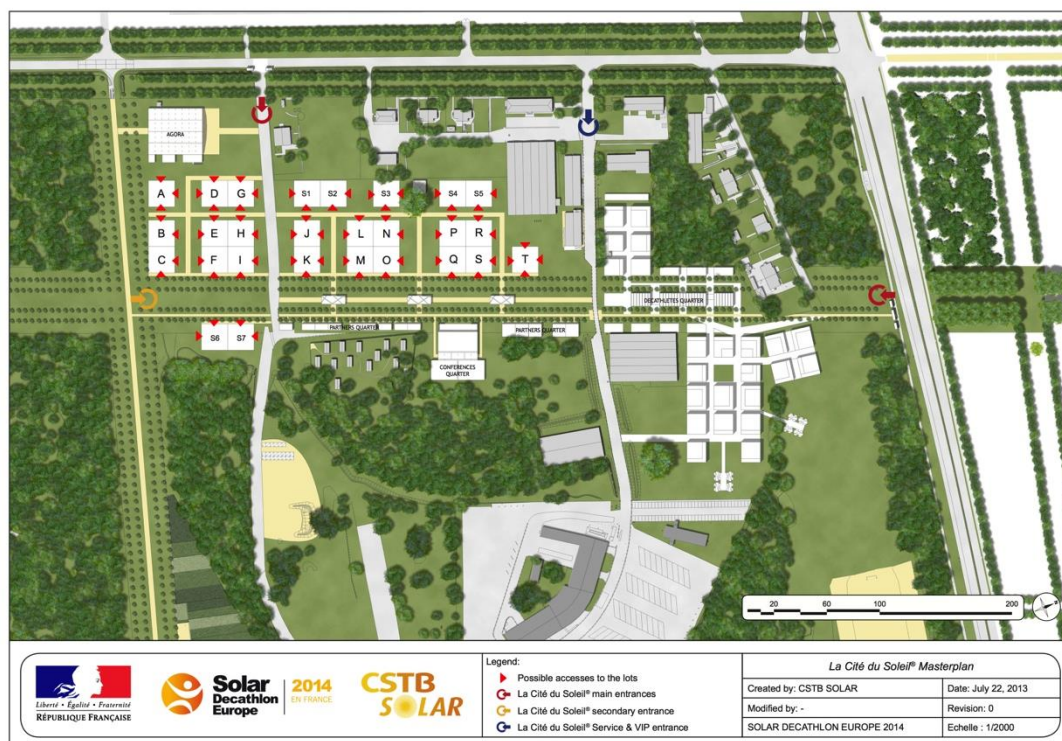 AGORA
A
D
G
S1
S2
S3
S4
S5
B
E
H
J
L
N
P
R
C
F
I
K
M
O
Q
S
T
DECATHLETES QUARTER
S6
S7
PARTNERS QUARTER
PARTNERS QUARTER
CONFERENCES
QUARTER
20
60
100
200
Liberté • Égalité • Fraternité
RÉPUBLIQUE FRANÇAISE
Solar
Decathlon
Europe
2014
EN FRANCE
CSTB
SOLAR
Legend:
Possible accesses to the lots
La Cité du Soleil® main entrances
La Cité du Soleil® secondary entrance
La Cité du Soleil® Service & VIP entrance
La Cité du Soleil® Masterplan
Created by: CSTB SOLAR
Date: July 22, 2013
Modified by: -
Revision: 0
SOLAR DECATHLON EUROPE 2014
Echelle : 1/2000